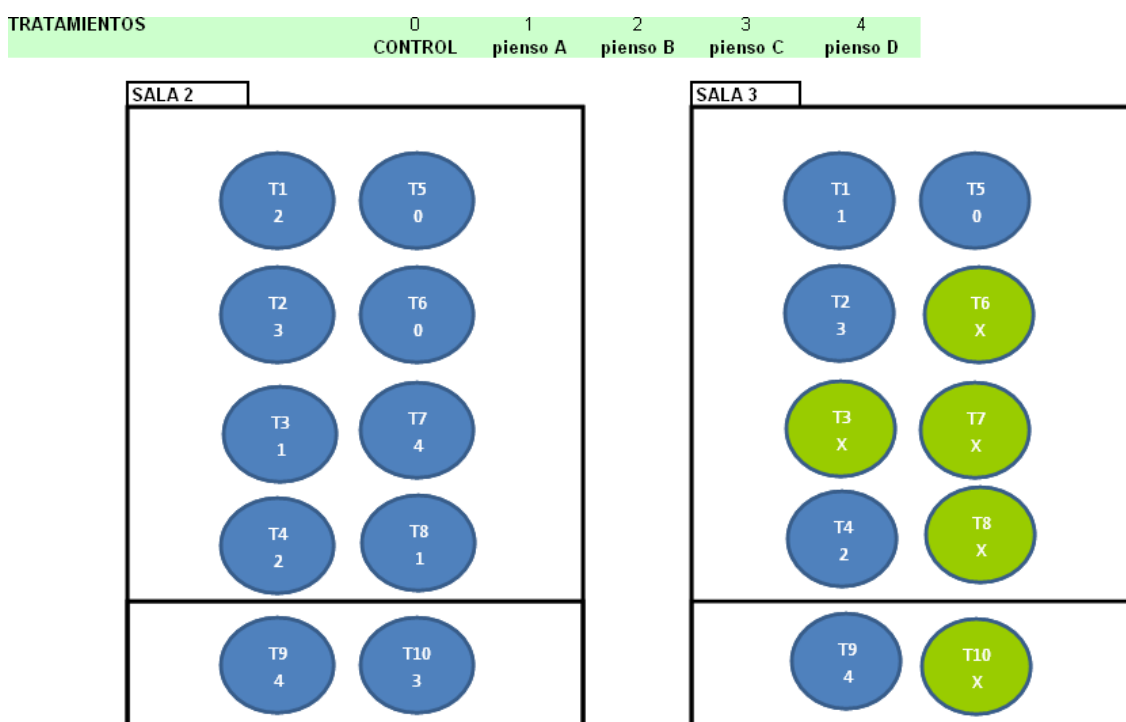 TRATAMIENTOS 0 1 2 3 4
CONTROL pienso A pienso B pienso C pienso D
SALA 2 SALA 3
T1 T5 T1 T5
2 0 1 0
T2 T6 T2 T6
3 0 3 X
T3 T7 T3 T7
1 4 X X
T4 T8 T4 T8
2 1 2 X
T9 T10 T9 T10
4 3 4 X